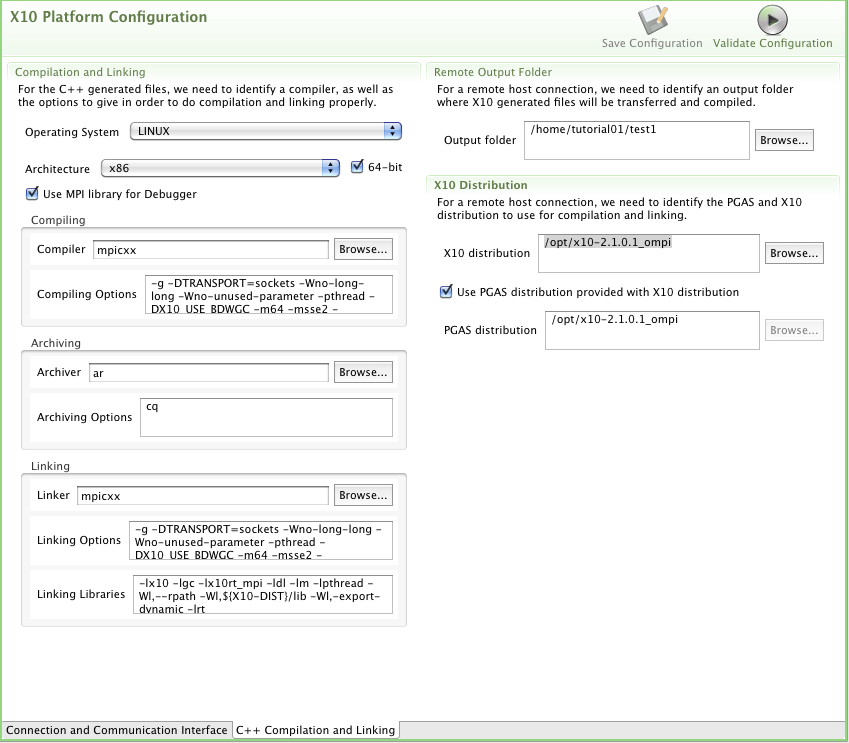 X10 Platform Configuration
Save Configuration
Validate Configuration
Compilation and Linking
For the C++ generated files, we need to identify a compiler, as well as
the options to give in order to do compilation and linking properly.
Operating System
LINUX
Architecture
x86
64-bit
Use MPI library for Debugger
Compiling
Compiler
mpicxx
Browse...
Compiling Options
-g -DTRANSPORT=sockets -Wno-long-
long -Wno-unused-parameter -pthread -
DX10_USE_BDWGC -m64 -msse2 -
Archiving
Archiver
ar
Browse...
Archiving Options
cq
Linking
Linker
mpicxx
Browse...
Linking Options
-g -DTRANSPORT=sockets -Wno-long-long -
Wno-unused-parameter -pthread -
DX10_USE_BDWGC -m64 -msse2 -
Linking Libraries
-lx10 -lgc -lx10rt_mpi -ldl -lm -lpthread -
Wl,--rpath -Wl,${X10-DIST}/lib -Wl,-export-
dynamic -lrt
Remote Output Folder
For a remote host connection, we need to identify an output folder
where X10 generated files will be transferred and compiled.
Output folder
/home/tutorial01/test1
Browse...
X10 Distribution
For a remote host connection, we need to identify the PGAS and X10
distribution to use for compilation and linking.
X10 distribution
/opt/x10-2.1.0.1_ompi
Browse...
Use PGAS distribution provided with X10 distribution
PGAS distribution
/opt/x10-2.1.0.1_ompi
Browse...
Connection and Communication Interface
C++ Compilation and Linking